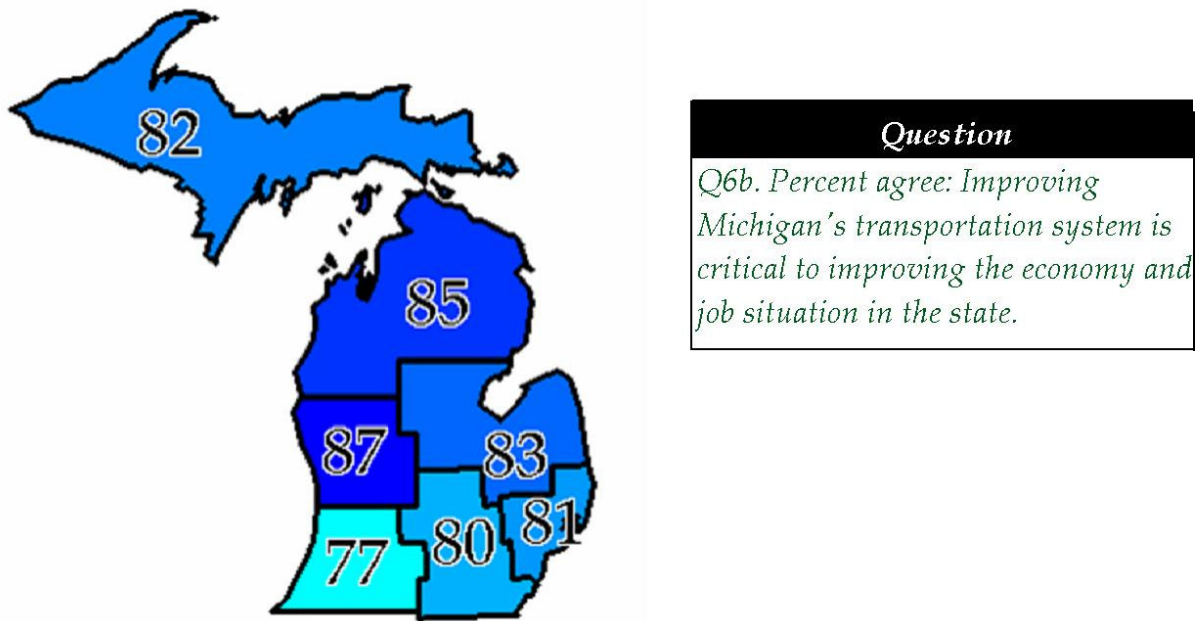 82
85
87
83
77
80
81
Question
Q6b. Percent agree: Improving
Michigan's transportation system is
critical to improving the economy and
job situation in the state.